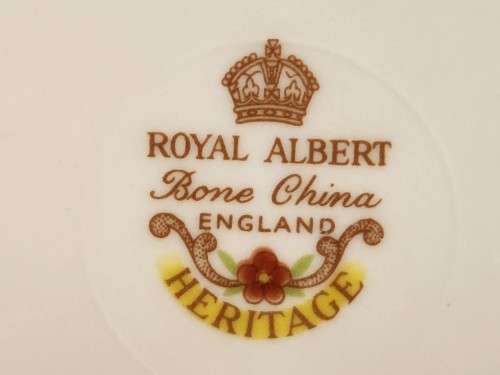 ROYAL ALBERT
Bone China
ENGLAND
HERITAGE